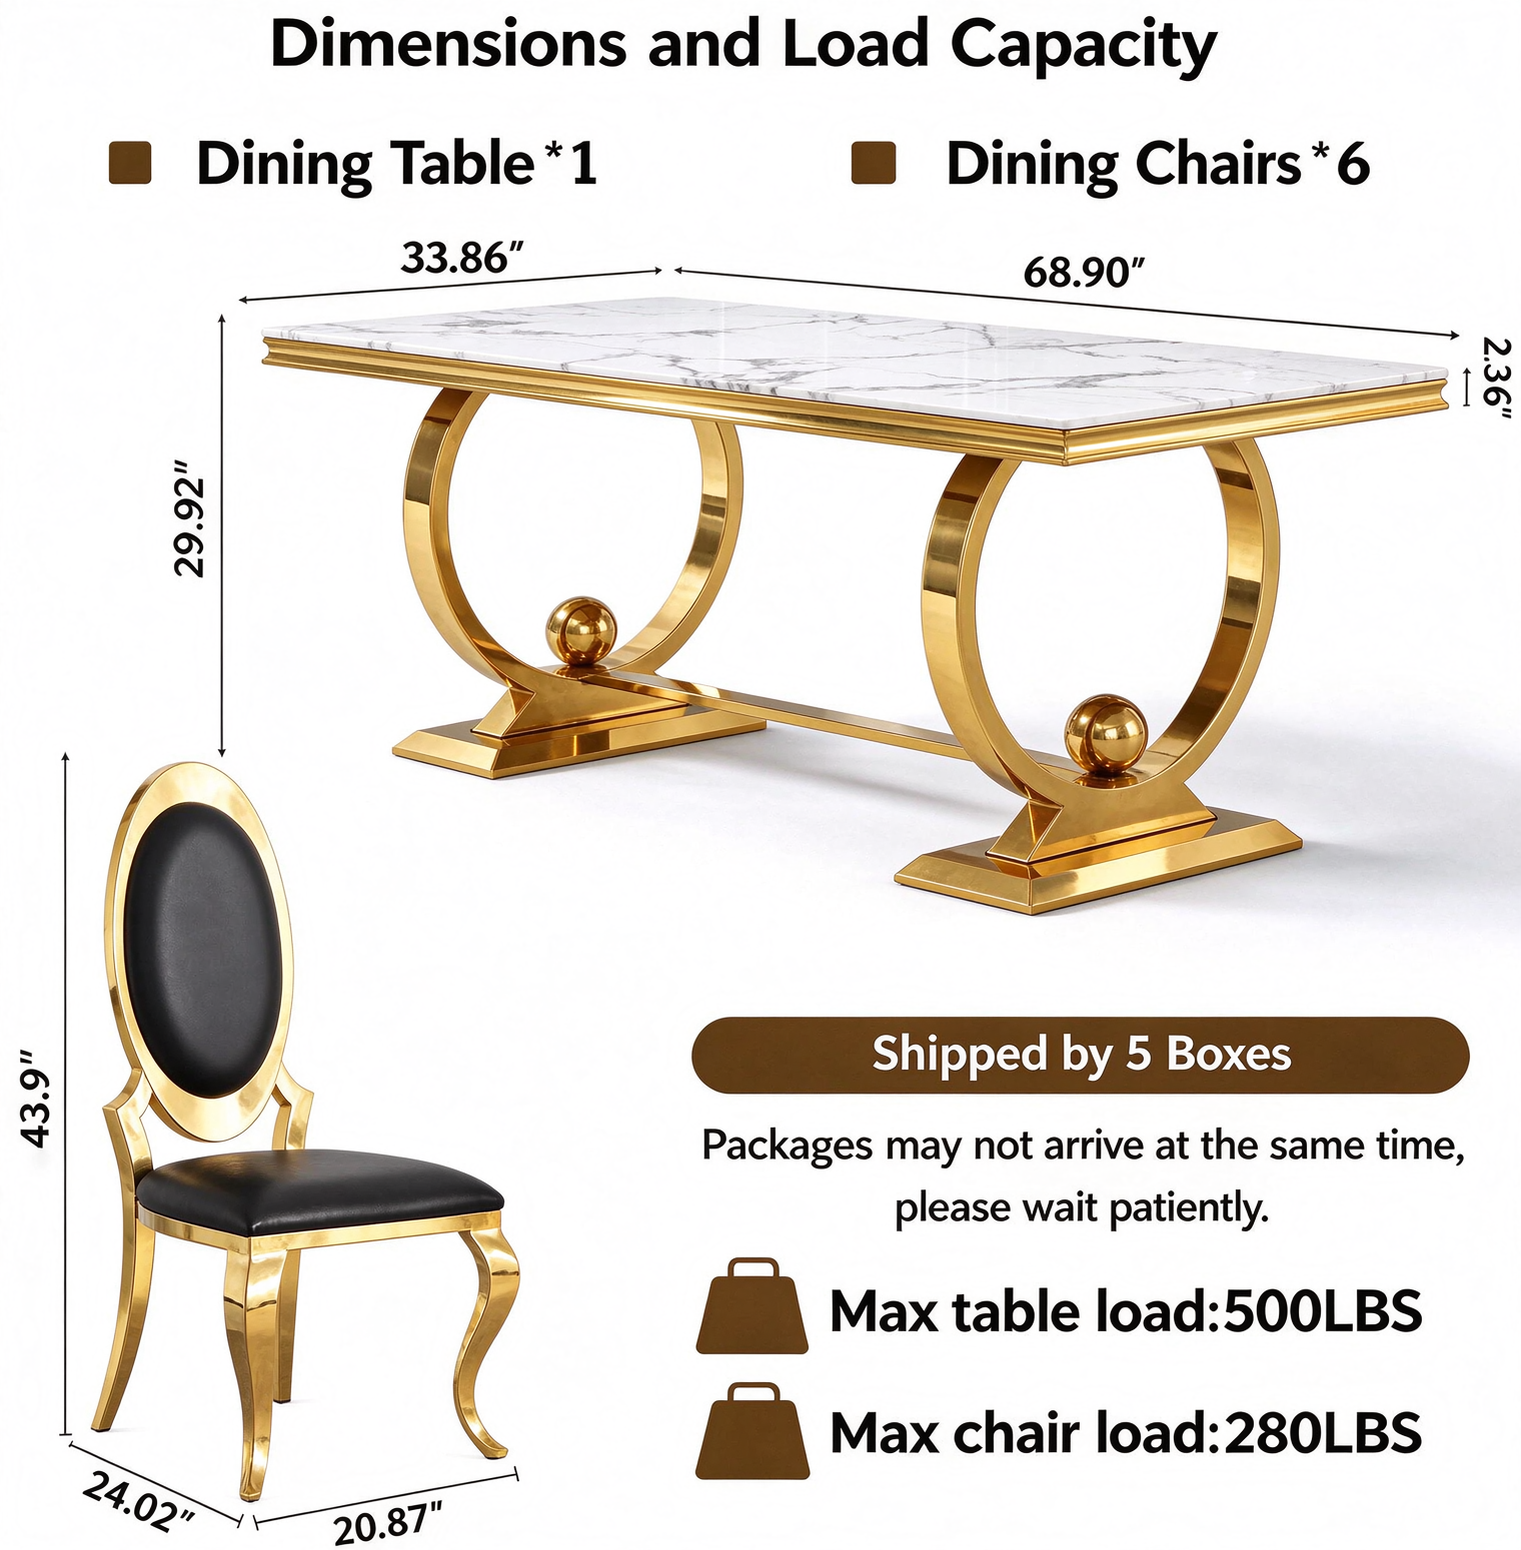 Dimensions and Load Capacity
Dining Table*1
Dining Chairs*6
33.86"
68.90"
2.36"
29.92"
43.9"
24.02"
20.87"
Shipped by 5 Boxes
Packages may not arrive at the same time,
please wait patiently.
Max table load:500LBS
Max chair load:280LBS